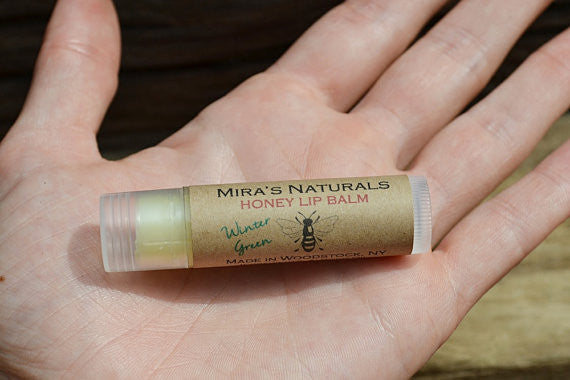 MIRA'S NATURALS
HONEY LIP BALM
Winter
Green
MADE IN WOODSTOCK, NY